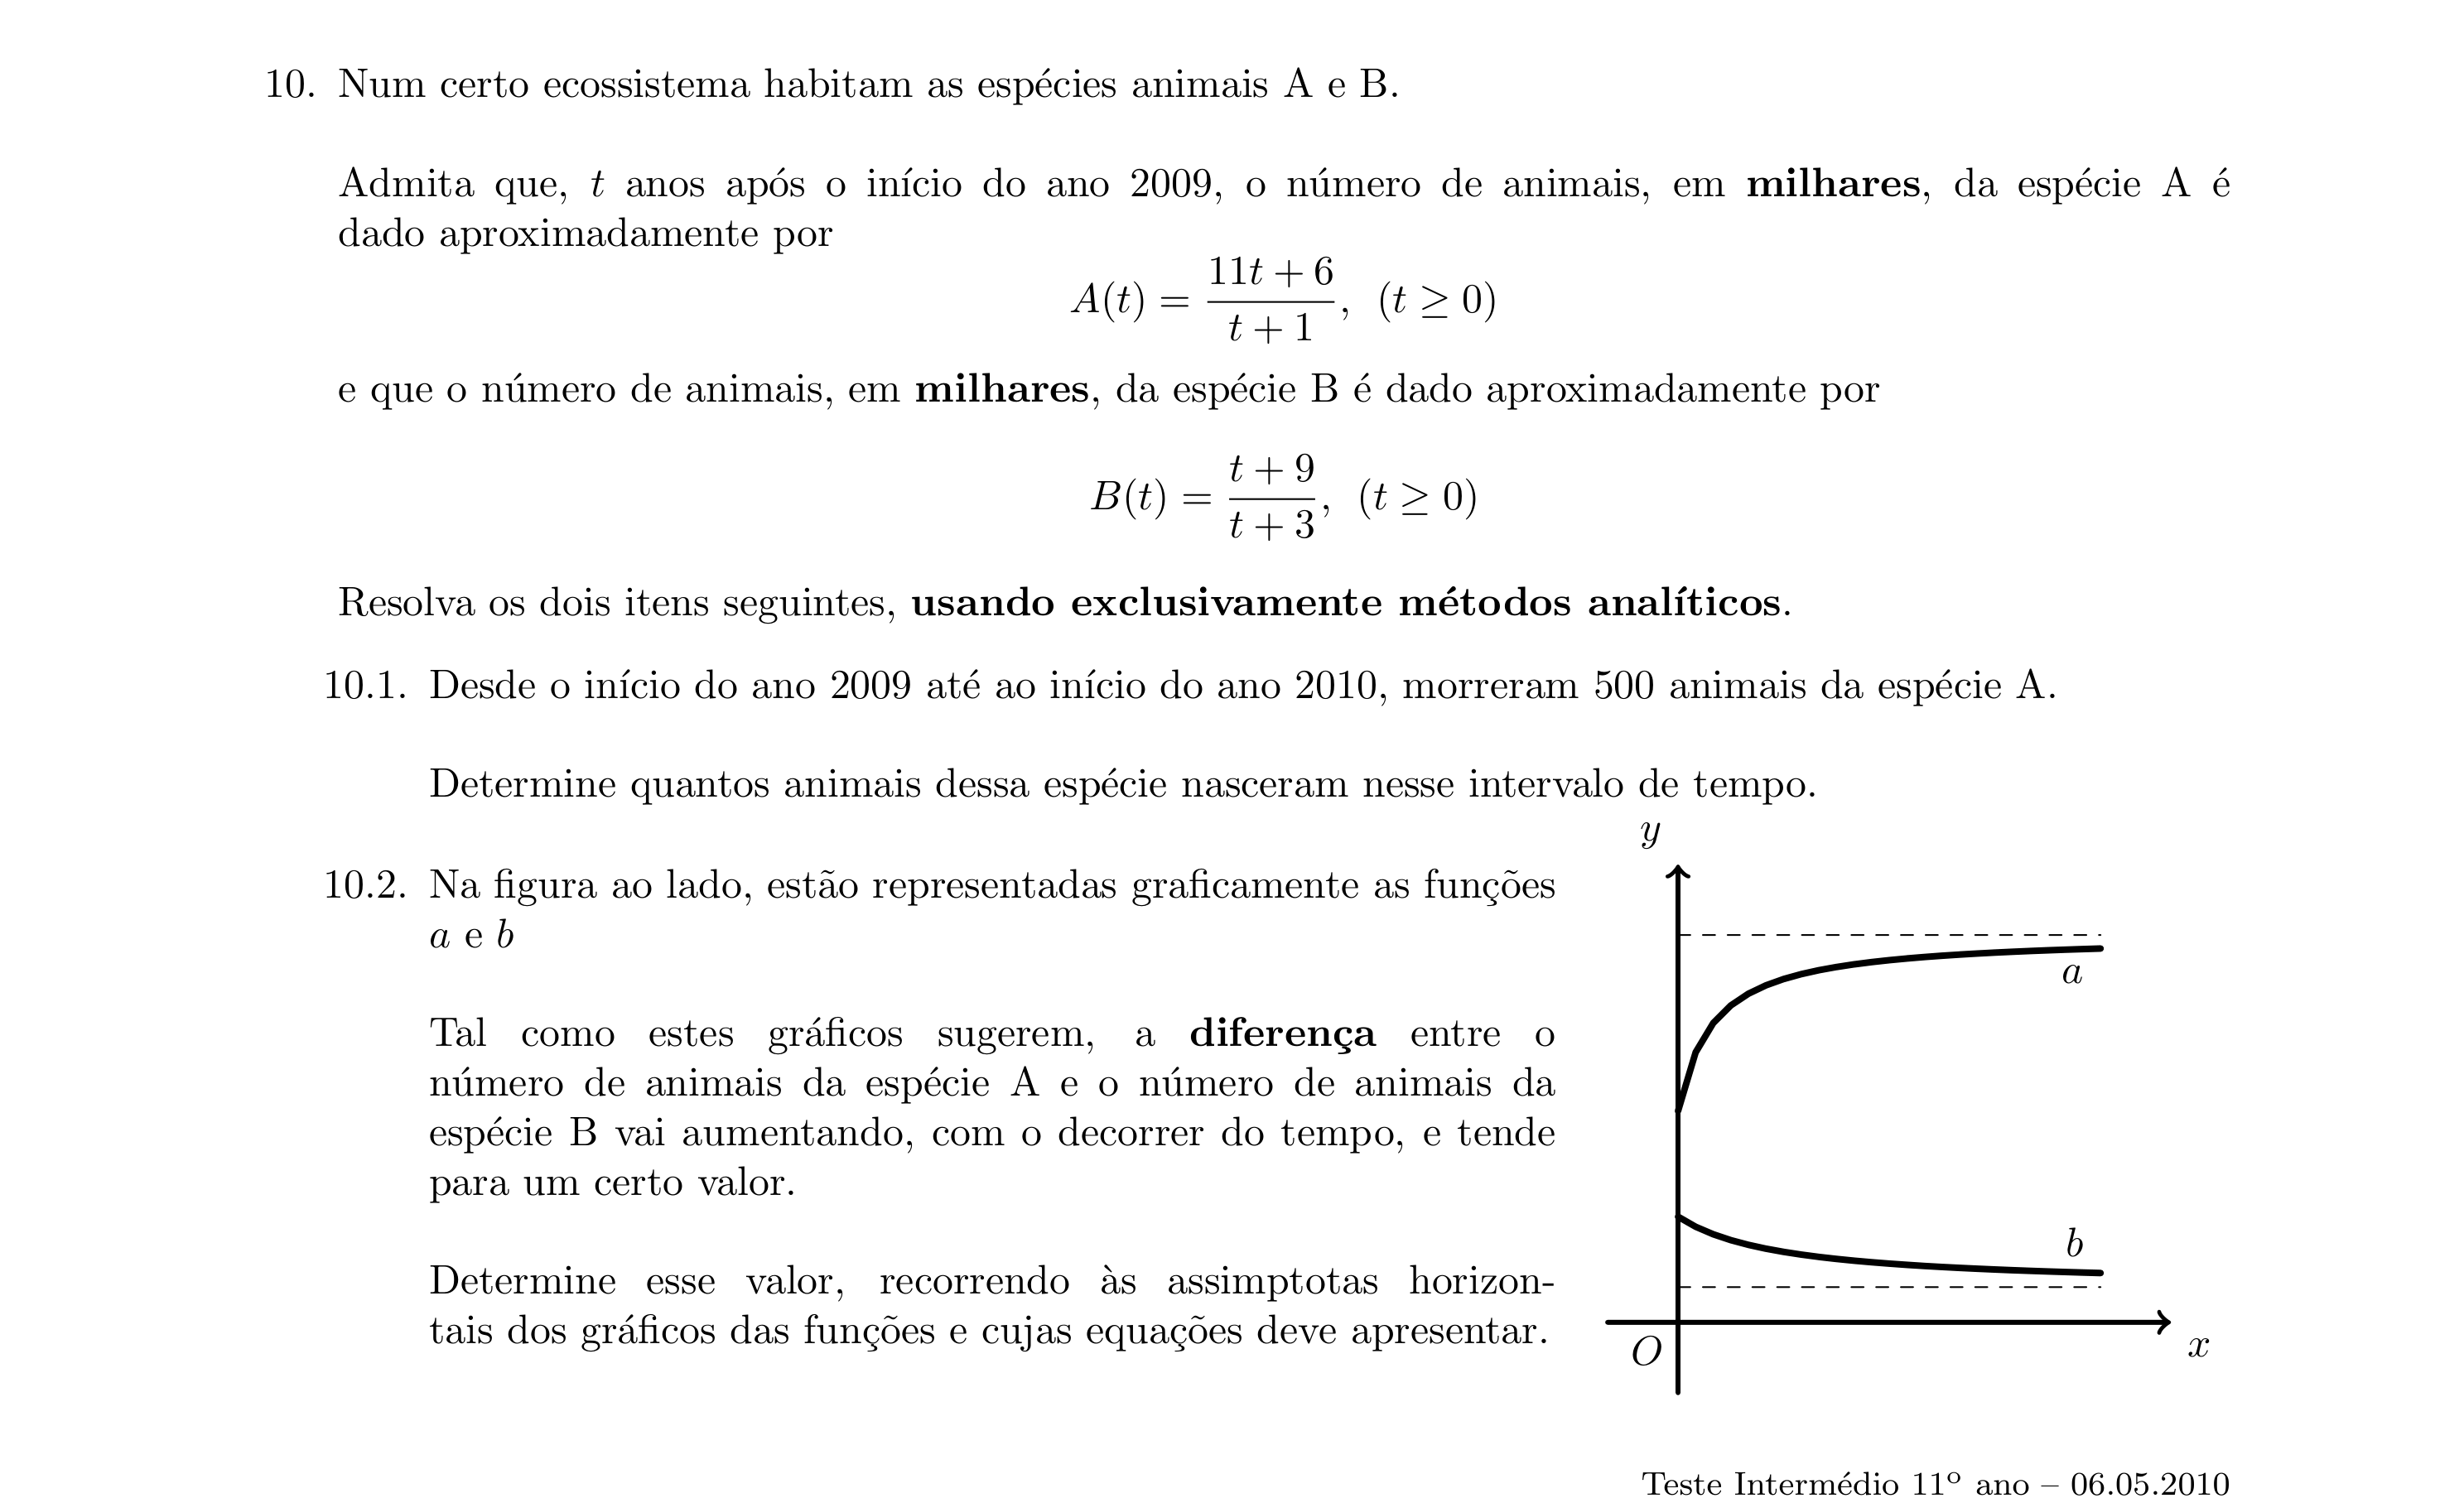 10. Num certo ecossistema habitam as espécies animais A e B.
Admita que, t anos após o início do ano 2009, o número de animais, em milhares, da espécie A é
dado aproximadamente por
A(t) = \frac{11t + 6}{t + 1}, (t ≥ 0)
e que o número de animais, em milhares, da espécie B é dado aproximadamente por
B(t) = \frac{t + 9}{t + 3}, (t ≥ 0)
Resolva os dois itens seguintes, usando exclusivamente métodos analíticos.
10.1. Desde o início do ano 2009 até ao início do ano 2010, morreram 500 animais da espécie A.
Determine quantos animais dessa espécie nasceram nesse intervalo de tempo.
10.2. Na figura ao lado, estão representadas graficamente as funções
a e b
Tal como estes gráficos sugerem, a diferença entre o
número de animais da espécie A e o número de animais da
espécie B vai aumentando, com o decorrer do tempo, e tende
para um certo valor.
Determine esse valor, recorrendo às assimptotas horizon-
tais dos gráficos das funções e cujas equações deve apresentar.
y
a
b
O
x
Teste Intermédio 11º ano – 06.05.2010